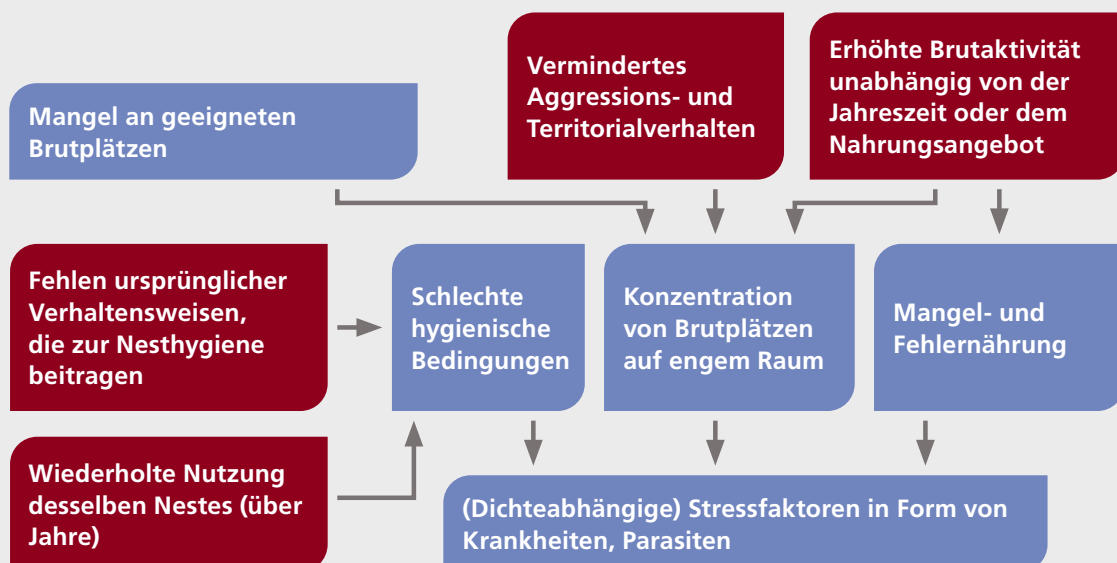 Mangel an geeigneten
Brutplätzen
Vermindertes
Aggressions- und
Territorialverhalten
Erhöhte Brutaktivität
unabhängig von der
Jahreszeit oder dem
Nahrungsangebot
Fehlen ursprünglicher
Verhaltensweisen,
die zur Nesthygiene
beitragen
Schlechte
hygienische
Bedingungen
Konzentration
von Brutplätzen
auf engem Raum
Mangel- und
Fehlernährung
Wiederholte Nutzung
desselben Nestes (über
Jahre)
(Dichteabhängige) Stressfaktoren in Form von
Krankheiten, Parasiten